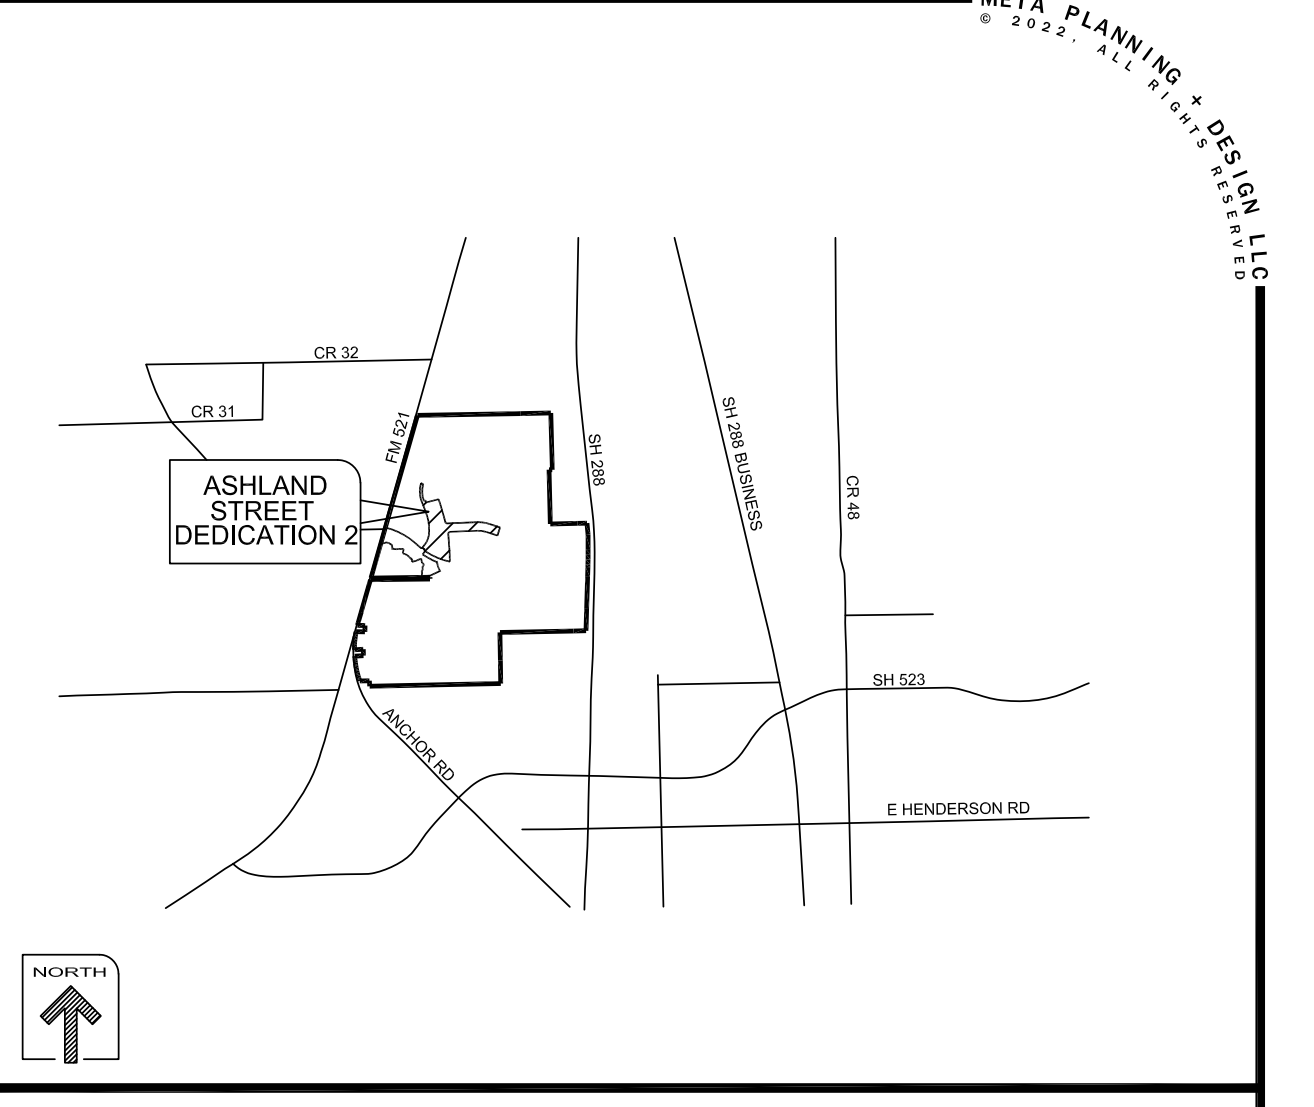 META PLANNING + DESIGN LLC
© 2022, ALL RIGHTS RESERVED
CR 32
CR 31
FM 521
SH 288
SH 288 BUSINESS
CR 48
ASHLAND
STREET
DEDICATION 2
SH 523
ANCHOR RD
E HENDERSON RD
NORTH